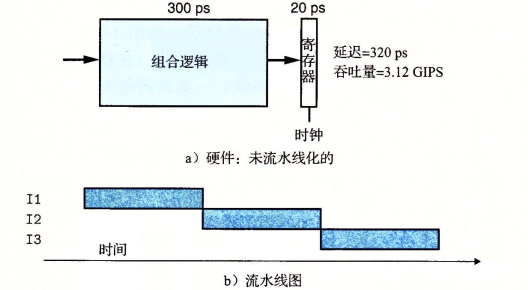 300 ps
20 ps
组合逻辑
寄存器
延迟=320 ps
吞吐量=3.12 GIPS
时钟
a）硬件：未流水线化的
I1
I2
I3
时间
b）流水线图